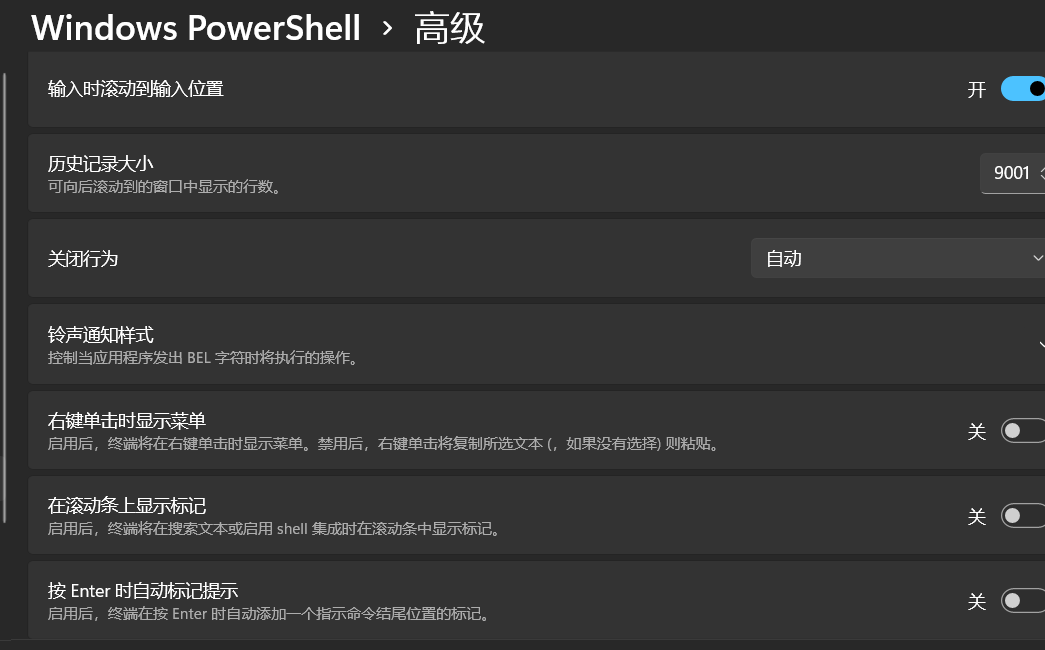 Windows PowerShell › 高级
输入时滚动到输入位置
开
历史记录大小
可向后滚动到的窗口中显示的行数。
9001
关闭行为
自动
铃声通知样式
控制当应用程序发出 BEL 字符时将执行的操作。
右键单击时显示菜单
启用后，终端将在右键单击时显示菜单。禁用后，右键单击将复制所选文本 (，如果没有选择) 则粘贴。
关
在滚动条上显示标记
启用后，终端将在搜索文本或启用 shell 集成时在滚动条中显示标记。
关
按 Enter 时自动标记提示
启用后，终端在按 Enter 时自动添加一个指示命令结尾位置的标记。
关